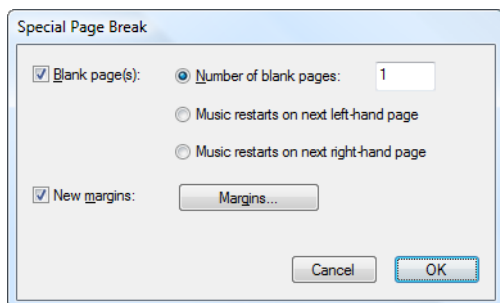 Special Page Break
Blank page(s): Number of blank pages: 1
Music restarts on next left-hand page
Music restarts on next right-hand page
New margins: Margins...
Cancel OK